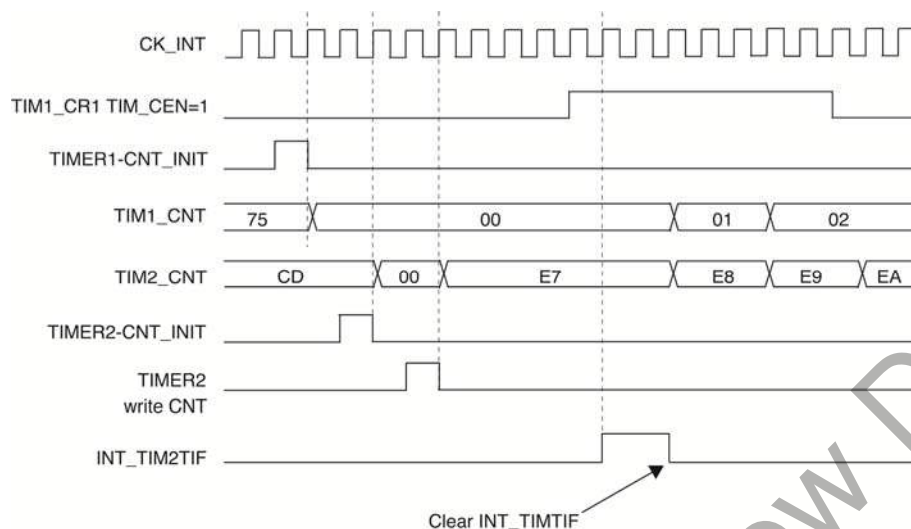 CK_INT
TIM1_CR1 TIM_CEN=1
TIMER1-CNT_INIT
TIM1_CNT 75 00 01 02
TIM2_CNT CD 00 E7 E8 E9 EA
TIMER2-CNT_INIT
TIMER2
write CNT
INT_TIM2TIF
Clear INT_TIMTIF